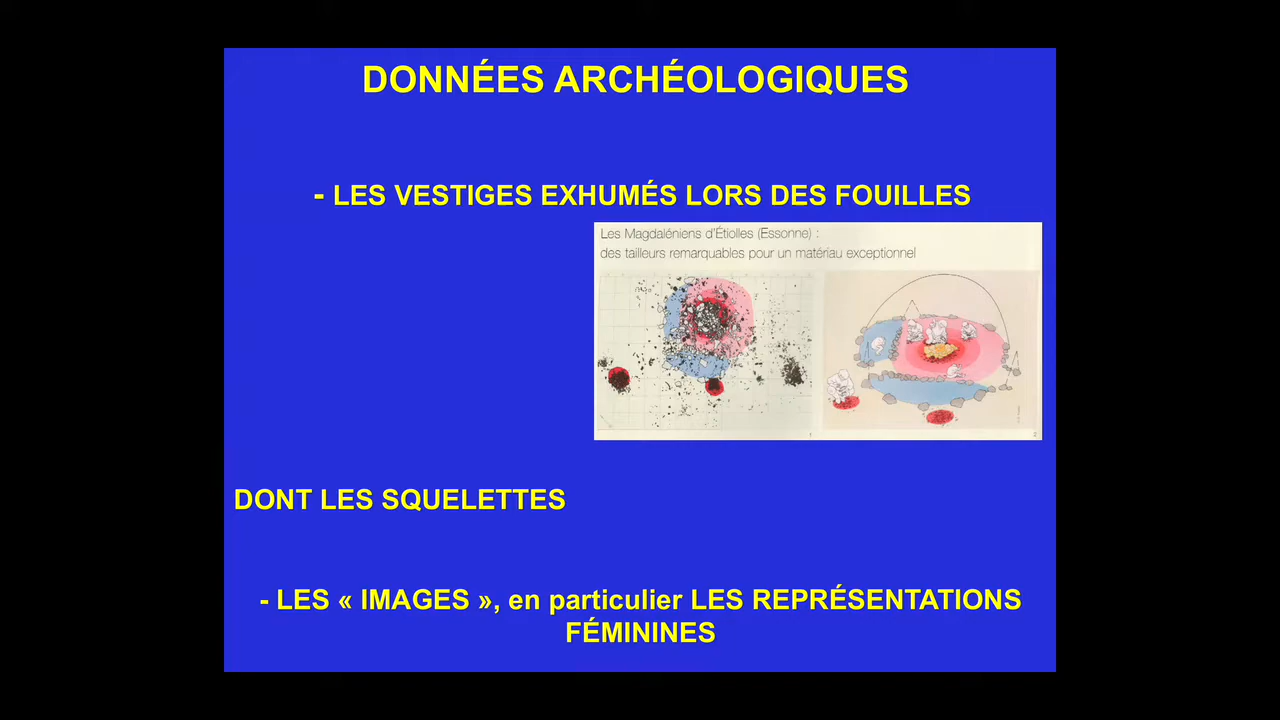 DONNÉES ARCHÉOLOGIQUES
- LES VESTIGES EXHUMÉS LORS DES FOUILLES
Les Magdaléniens d'Étiolles (Essonne) :
des tailleurs remarquables pour un matériau exceptionnel
DONT LES SQUELETTES
- LES « IMAGES », en particulier LES REPRÉSENTATIONS
FÉMININES